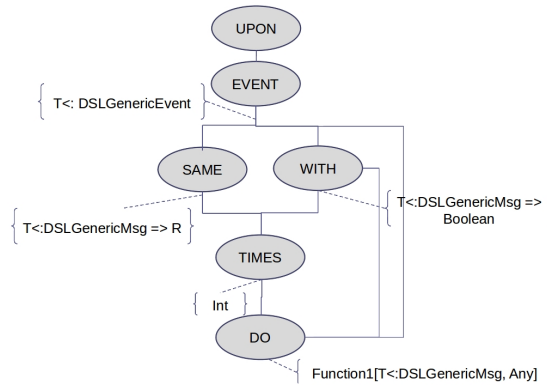 UPON
EVENT
T<: DSLGenericEvent
SAME
WITH
T<:DSLGenericMsg =>
Boolean
T<:DSLGenericMsg => R
TIMES
Int
DO
Function1[T<:DSLGenericMsg, Any]